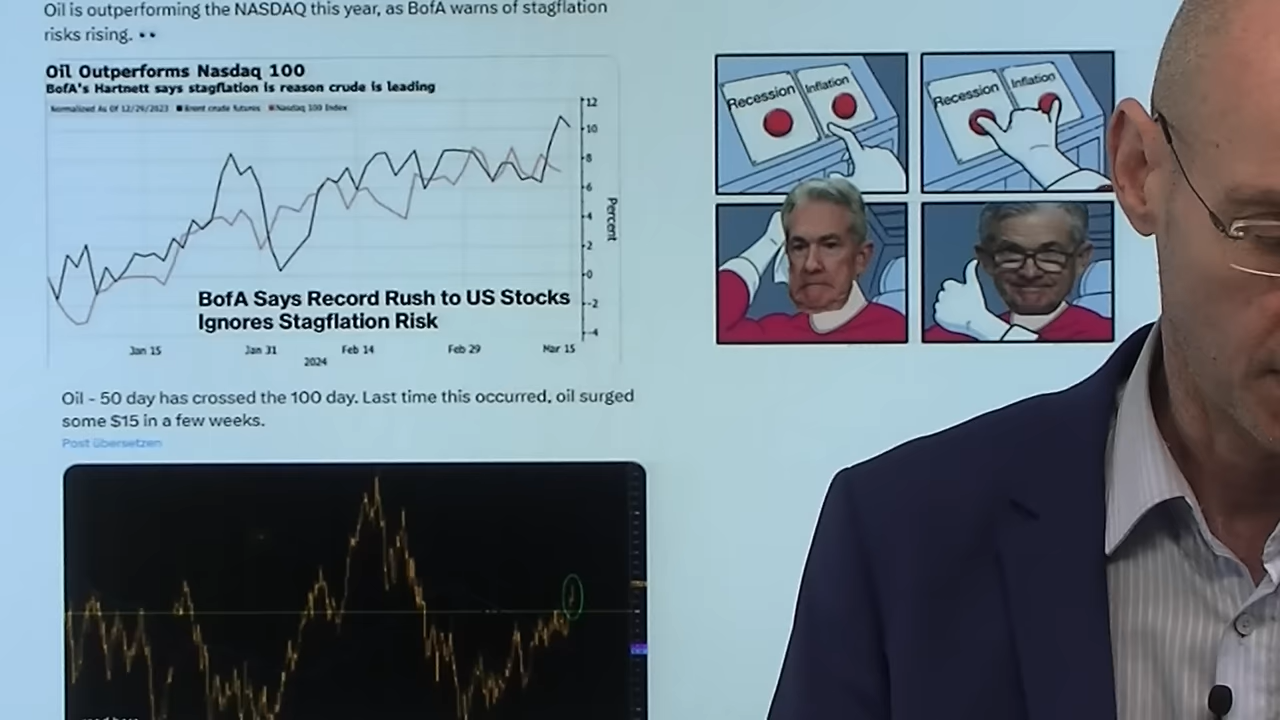 Oil is outperforming the NASDAQ this year, as BofA warns of stagflation
risks rising.
Oil Outperforms Nasdaq 100
BofA's Hartnett says stagflation is reason crude is leading
Normalized As Of 12/29/2023 Brent crude futures Nasdaq 100 Index
12
10
8
6
4
2
0
-2
-4
Percent
BofA Says Record Rush to US Stocks
Ignores Stagflation Risk
Jan 15 Jan 31 Feb 14 Feb 29 Mar 15
2024
Recession Inflation
Recession Inflation
Oil - 50 day has crossed the 100 day. Last time this occurred, oil surged
some $15 in a few weeks.
Post übersetzen